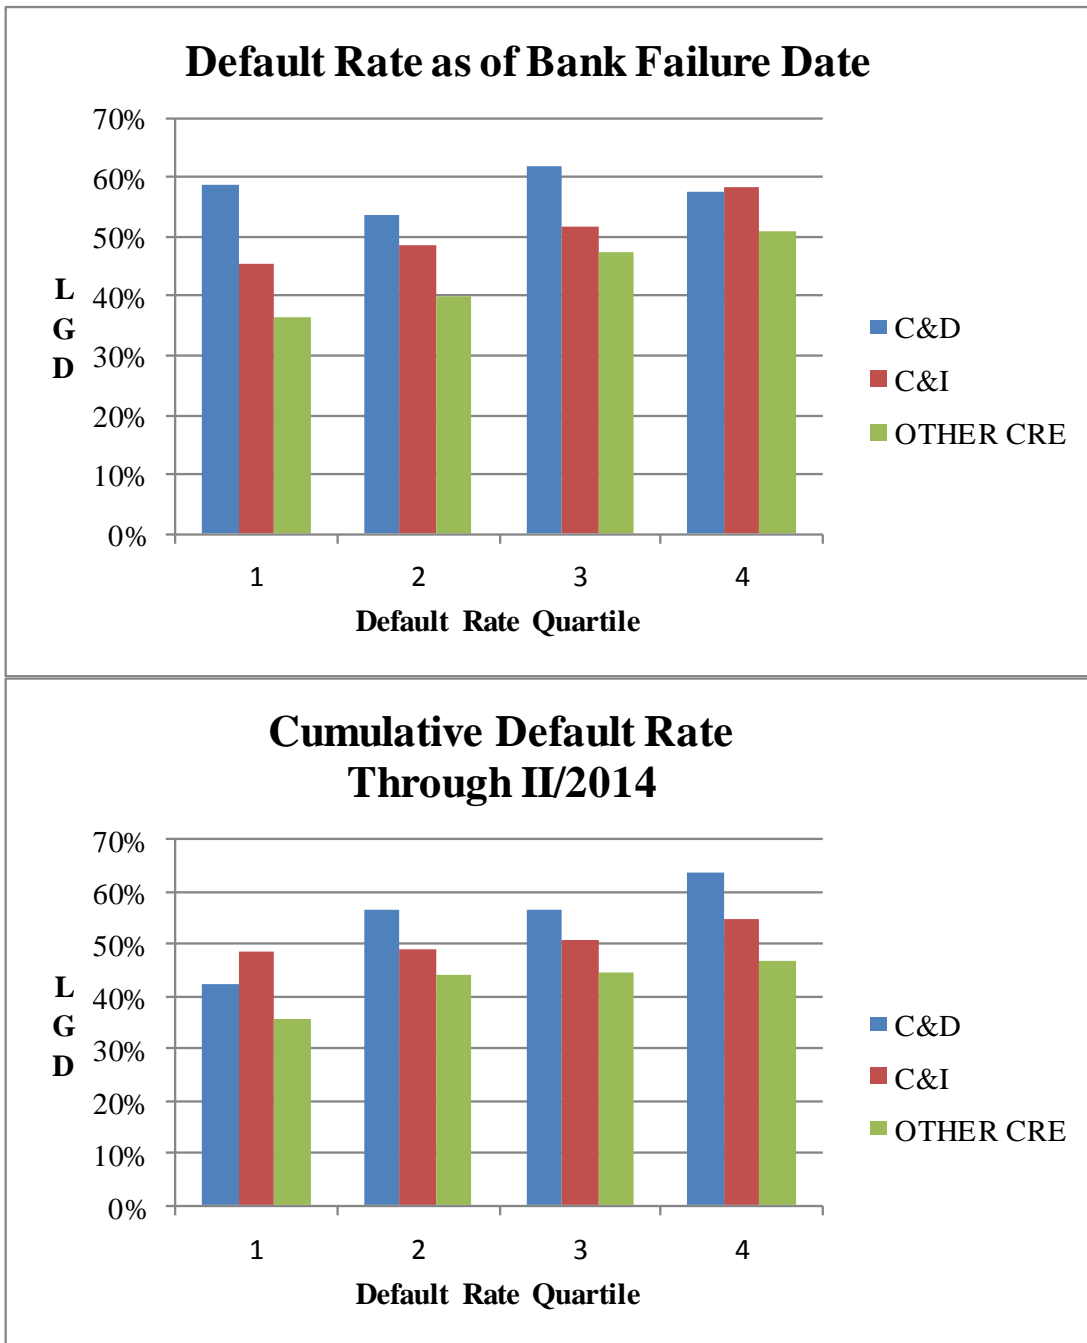 Default Rate as of Bank Failure Date
70%
60%
50%
40%
30%
20%
10%
0%
L
G
D
1 2 3 4
Default Rate Quartile
C&D
C&I
OTHER CRE
Cumulative Default Rate
Through II/2014
70%
60%
50%
40%
30%
20%
10%
0%
L
G
D
1 2 3 4
Default Rate Quartile
C&D
C&I
OTHER CRE